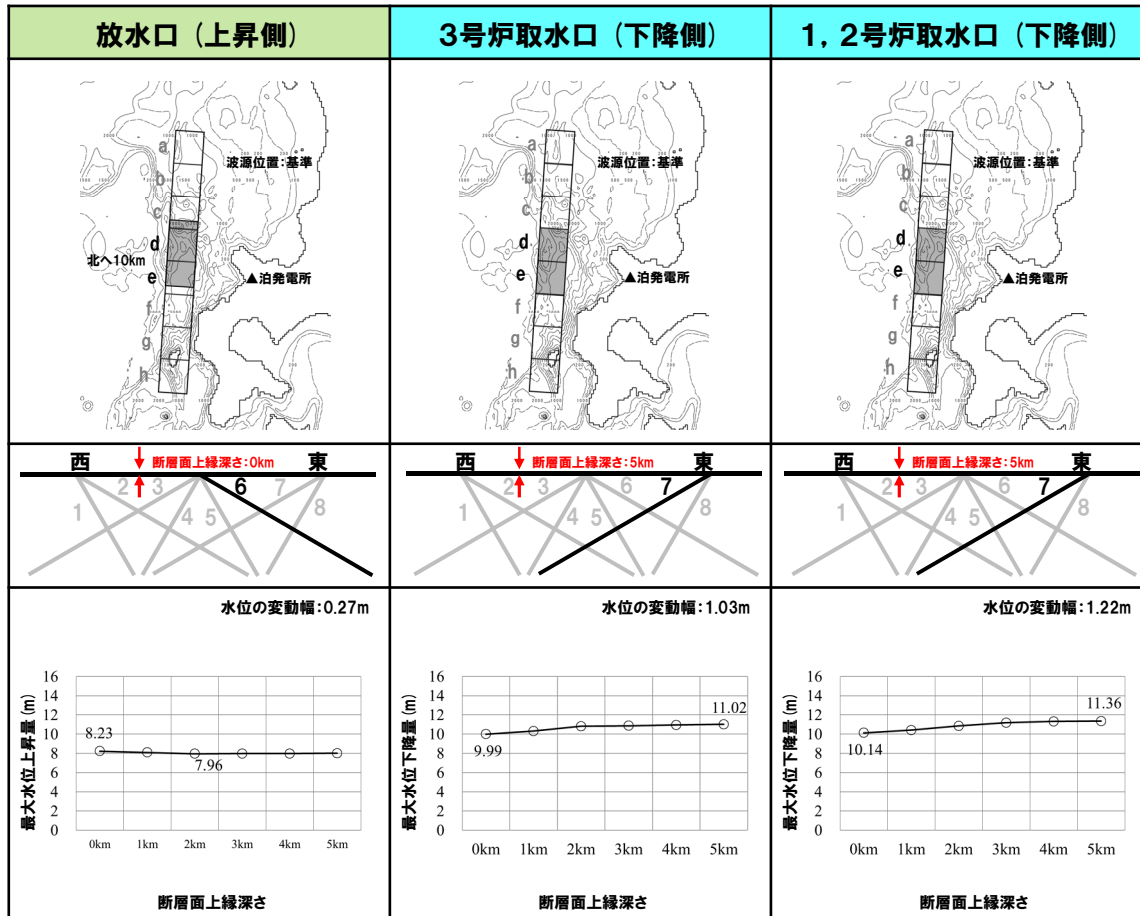 放水口（上昇側）
3号炉取水口（下降側）
1，2号炉取水口（下降側）
a
b
c
d
e
f
g
h
波源位置：基準
北へ10km
▲泊発電所
a
b
c
d
e
f
g
h
波源位置：基準
▲泊発電所
a
b
c
d
e
f
g
h
波源位置：基準
▲泊発電所
西
断層面上縁深さ：0km
東
1
2
3
4
5
6
7
8
西
断層面上縁深さ：5km
東
1
2
3
4
5
6
7
8
西
断層面上縁深さ：5km
東
1
2
3
4
5
6
7
8
水位の変動幅：0.27m
最大水位上昇量(m)
16
14
12
10
8
6
4
2
0
8.23
7.96
0km 1km 2km 3km 4km 5km
断層面上縁深さ
水位の変動幅：1.03m
最大水位下降量(m)
16
14
12
10
8
6
4
2
0
9.99
11.02
0km 1km 2km 3km 4km 5km
断層面上縁深さ
水位の変動幅：1.22m
最大水位下降量(m)
16
14
12
10
8
6
4
2
0
10.14
11.36
0km 1km 2km 3km 4km 5km
断層面上縁深さ